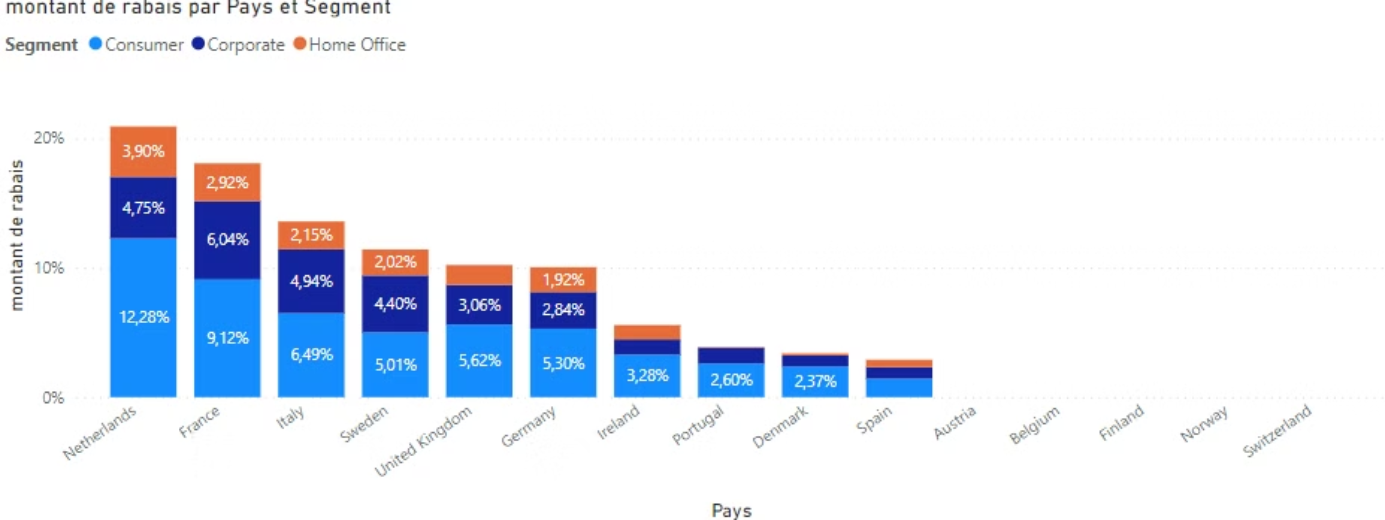 montant de rabais par Pays et Segment
Segment Consumer Corporate Home Office
montant de rabais
20%
10%
0%
3,90%
4,75%
12,28%
2,92%
6,04%
9,12%
2,15%
4,94%
6,49%
2,02%
4,40%
5,01%
3,06%
5,62%
1,92%
2,84%
5,30%
3,28%
2,60%
2,37%
Netherlands
France
Italy
Sweden
United Kingdom
Germany
Ireland
Portugal
Denmark
Spain
Austria
Belgium
Finland
Norway
Switzerland
Pays